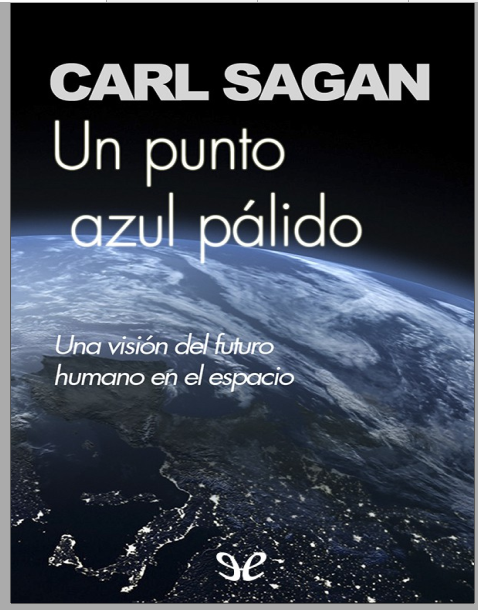 CARL SAGAN
Un punto
azul pálido
Una visión del futuro
humano en el espacio